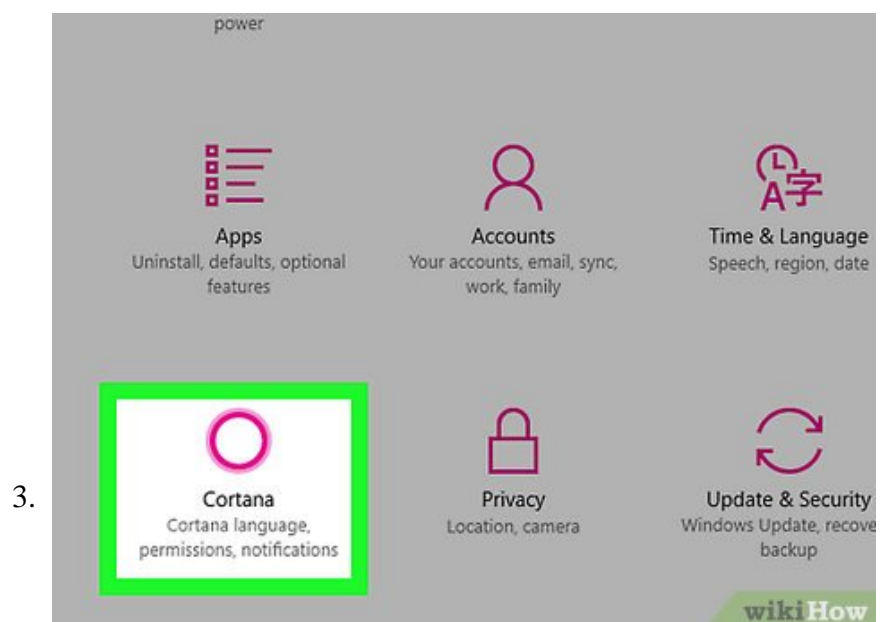 power
Apps
Uninstall, defaults, optional
features
Accounts
Your accounts, email, sync,
work, family
Time & Language
Speech, region, date
3.
Cortana
Cortana language,
permissions, notifications
Privacy
Location, camera
Update & Security
Windows Update, recove
backup
wikiHow